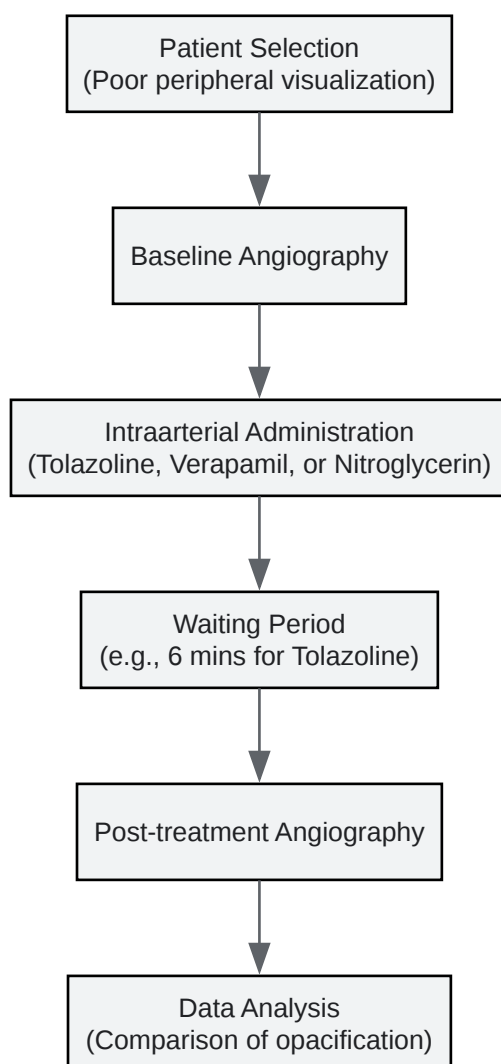 Patient Selection
(Poor peripheral visualization)
Baseline Angiography
Intraarterial Administration
(Tolazoline, Verapamil, or Nitroglycerin)
Waiting Period
(e.g., 6 mins for Tolazoline)
Post-treatment Angiography
Data Analysis
(Comparison of opacification)